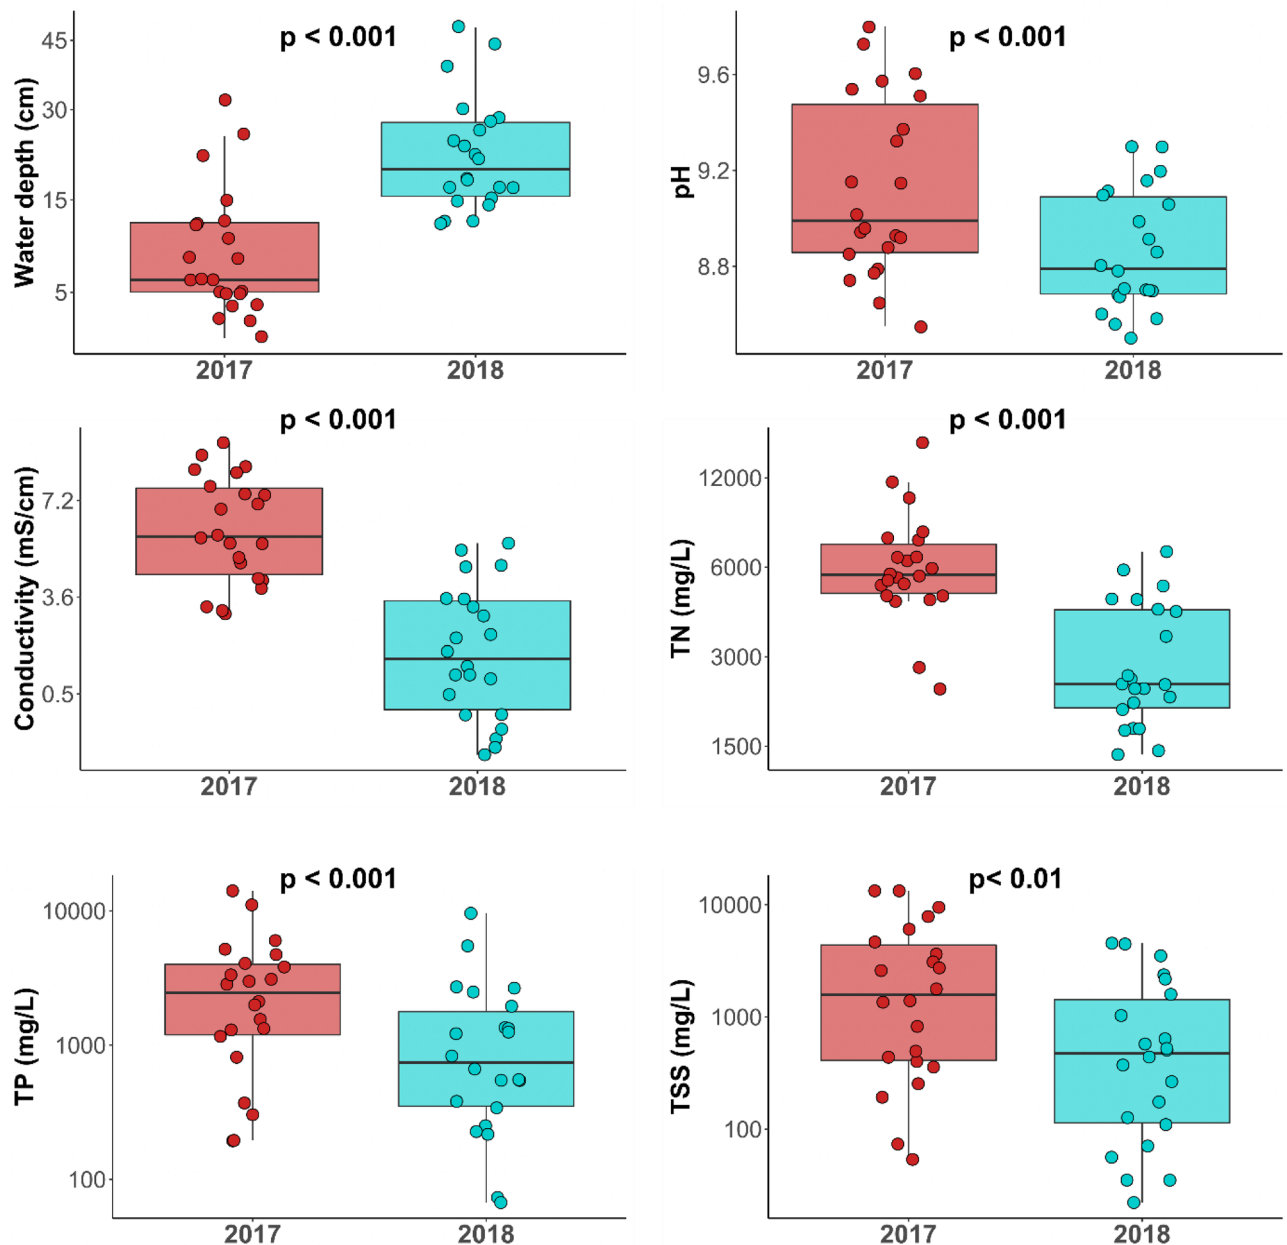 p < 0.001
Water depth (cm)
45
30
15
5
2017
2018
p < 0.001
pH
9.6
9.2
8.8
2017
2018
p < 0.001
Conductivity (mS/cm)
7.2
3.6
0.5
2017
2018
p < 0.001
TN (mg/L)
12000
6000
3000
1500
2017
2018
p < 0.001
TP (mg/L)
10000
1000
100
2017
2018
p< 0.01
TSS (mg/L)
10000
1000
100
2017
2018